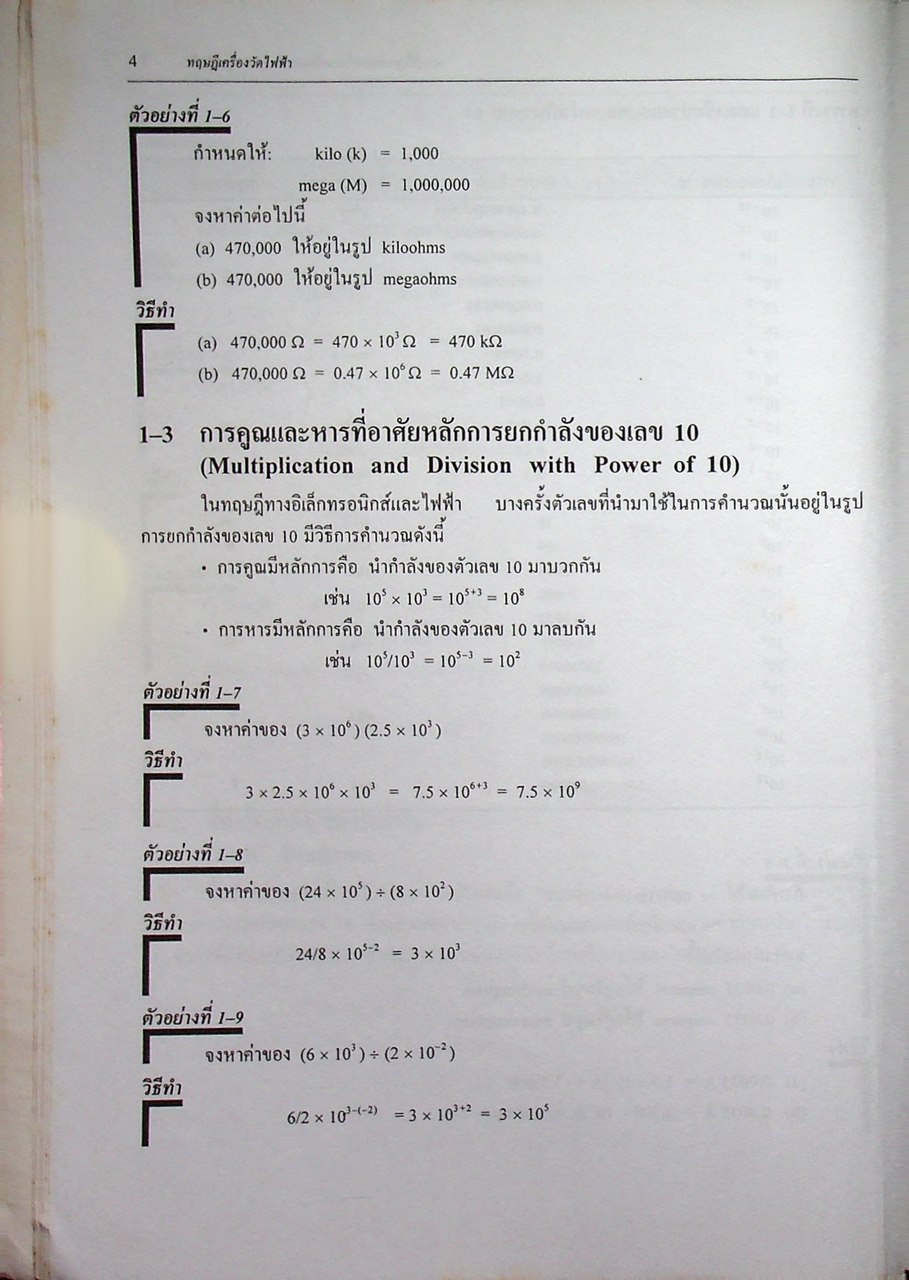 4 ทฤษฎีเครื่องวัดไฟฟ้า
ตัวอย่างที่ 1–6
กำหนดให้: kilo (k) = 1,000
mega (M) = 1,000,000
จงหาค่าต่อไปนี้
(a) 470,000 ให้อยู่ในรูป kiloohms
(b) 470,000 ให้อยู่ในรูป megaohms
วิธีทำ
(a) 470,000 Ω = 470 × 10³ Ω = 470 kΩ
(b) 470,000 Ω = 0.47 × 10⁶ Ω = 0.47 MΩ
1–3 การคูณและหารที่อาศัยหลักการยกกำลังของเลข 10
(Multiplication and Division with Power of 10)
ในทฤษฎีทางอิเล็กทรอนิกส์และไฟฟ้า บางครั้งตัวเลขที่นำมาใช้ในการคำนวณนั้นอยู่ในรูป
การยกกำลังของเลข 10 มีวิธีการคำนวณดังนี้
• การคูณมีหลักการคือ นำกำลังของตัวเลข 10 มาบวกกัน
เช่น 10⁵ × 10³ = 10⁵⁺³ = 10⁸
• การหารมีหลักการคือ นำกำลังของตัวเลข 10 มาลบกัน
เช่น 10⁵/10³ = 10⁵⁻³ = 10²
ตัวอย่างที่ 1–7
จงหาค่าของ (3 × 10⁶) (2.5 × 10³)
วิธีทำ
3 × 2.5 × 10⁶ × 10³ = 7.5 × 10⁶⁺³ = 7.5 × 10⁹
ตัวอย่างที่ 1–8
จงหาค่าของ (24 × 10⁵) ÷ (8 × 10²)
วิธีทำ
24/8 × 10⁵⁻² = 3 × 10³
ตัวอย่างที่ 1–9
จงหาค่าของ (6 × 10³) ÷ (2 × 10⁻²)
วิธีทำ
6/2 × 10³⁻⁽⁻²⁾ = 3 × 10³⁺² = 3 × 10⁵